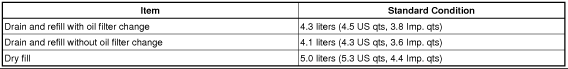 Item Standard Condition
Drain and refill with oil filter change 4.3 liters (4.5 US qts, 3.8 Imp. qts)
Drain and refill without oil filter change 4.1 liters (4.3 US qts, 3.6 Imp. qts)
Dry fill 5.0 liters (5.3 US qts, 4.4 Imp. qts)